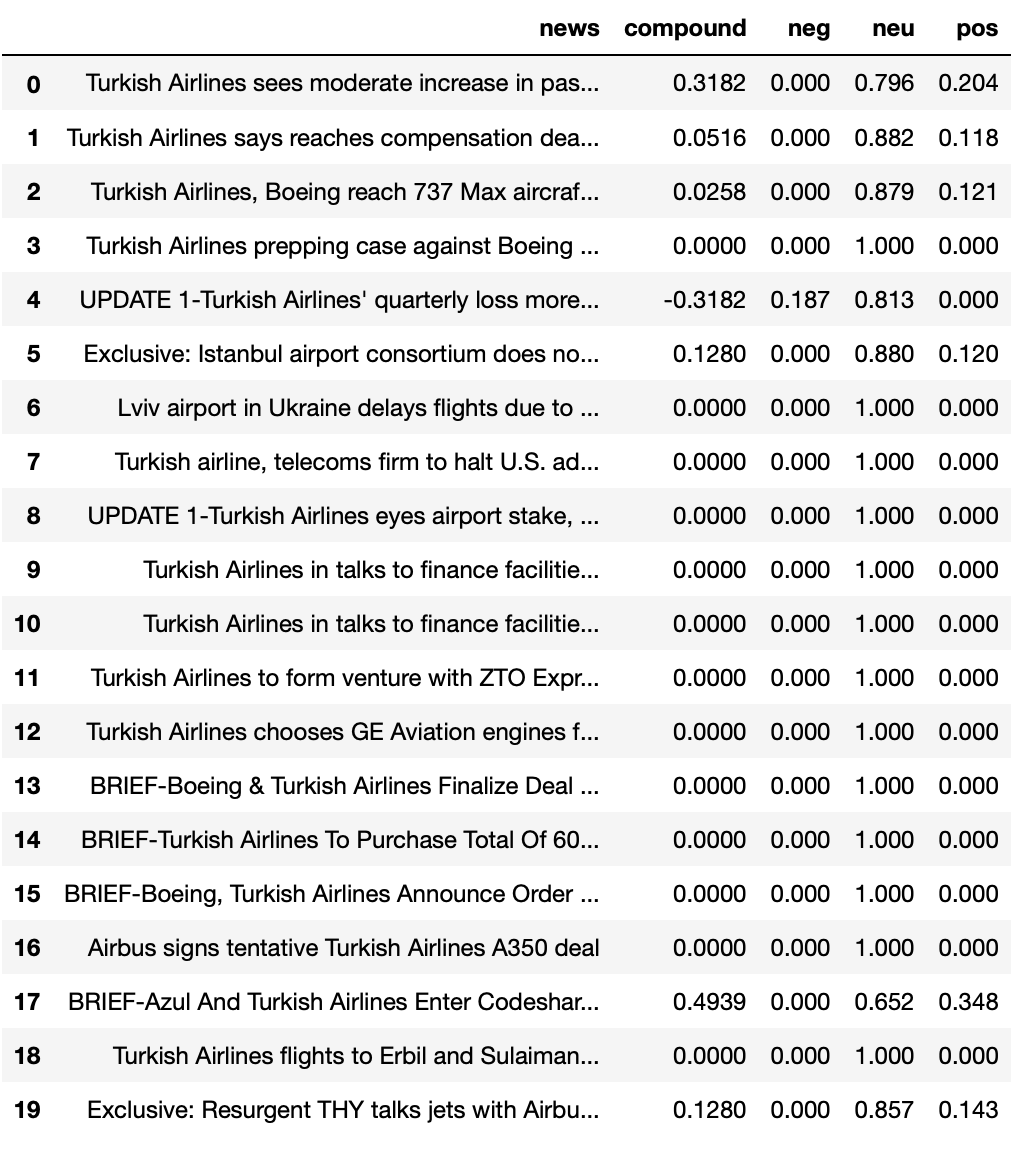 news compound neg neu pos
0 Turkish Airlines sees moderate increase in pas... 0.3182 0.000 0.796 0.204
1 Turkish Airlines says reaches compensation dea... 0.0516 0.000 0.882 0.118
2 Turkish Airlines, Boeing reach 737 Max aircraf... 0.0258 0.000 0.879 0.121
3 Turkish Airlines prepping case against Boeing ... 0.0000 0.000 1.000 0.000
4 UPDATE 1-Turkish Airlines' quarterly loss more... -0.3182 0.187 0.813 0.000
5 Exclusive: Istanbul airport consortium does no... 0.1280 0.000 0.880 0.120
6 Lviv airport in Ukraine delays flights due to ... 0.0000 0.000 1.000 0.000
7 Turkish airline, telecoms firm to halt U.S. ad... 0.0000 0.000 1.000 0.000
8 UPDATE 1-Turkish Airlines eyes airport stake, ... 0.0000 0.000 1.000 0.000
9 Turkish Airlines in talks to finance facilitie... 0.0000 0.000 1.000 0.000
10 Turkish Airlines in talks to finance facilitie... 0.0000 0.000 1.000 0.000
11 Turkish Airlines to form venture with ZTO Expr... 0.0000 0.000 1.000 0.000
12 Turkish Airlines chooses GE Aviation engines f... 0.0000 0.000 1.000 0.000
13 BRIEF-Boeing & Turkish Airlines Finalize Deal ... 0.0000 0.000 1.000 0.000
14 BRIEF-Turkish Airlines To Purchase Total Of 60... 0.0000 0.000 1.000 0.000
15 BRIEF-Boeing, Turkish Airlines Announce Order ... 0.0000 0.000 1.000 0.000
16 Airbus signs tentative Turkish Airlines A350 deal 0.0000 0.000 1.000 0.000
17 BRIEF-Azul And Turkish Airlines Enter Codeshar... 0.4939 0.000 0.652 0.348
18 Turkish Airlines flights to Erbil and Sulaiman... 0.0000 0.000 1.000 0.000
19 Exclusive: Resurgent THY talks jets with Airbu... 0.1280 0.000 0.857 0.143